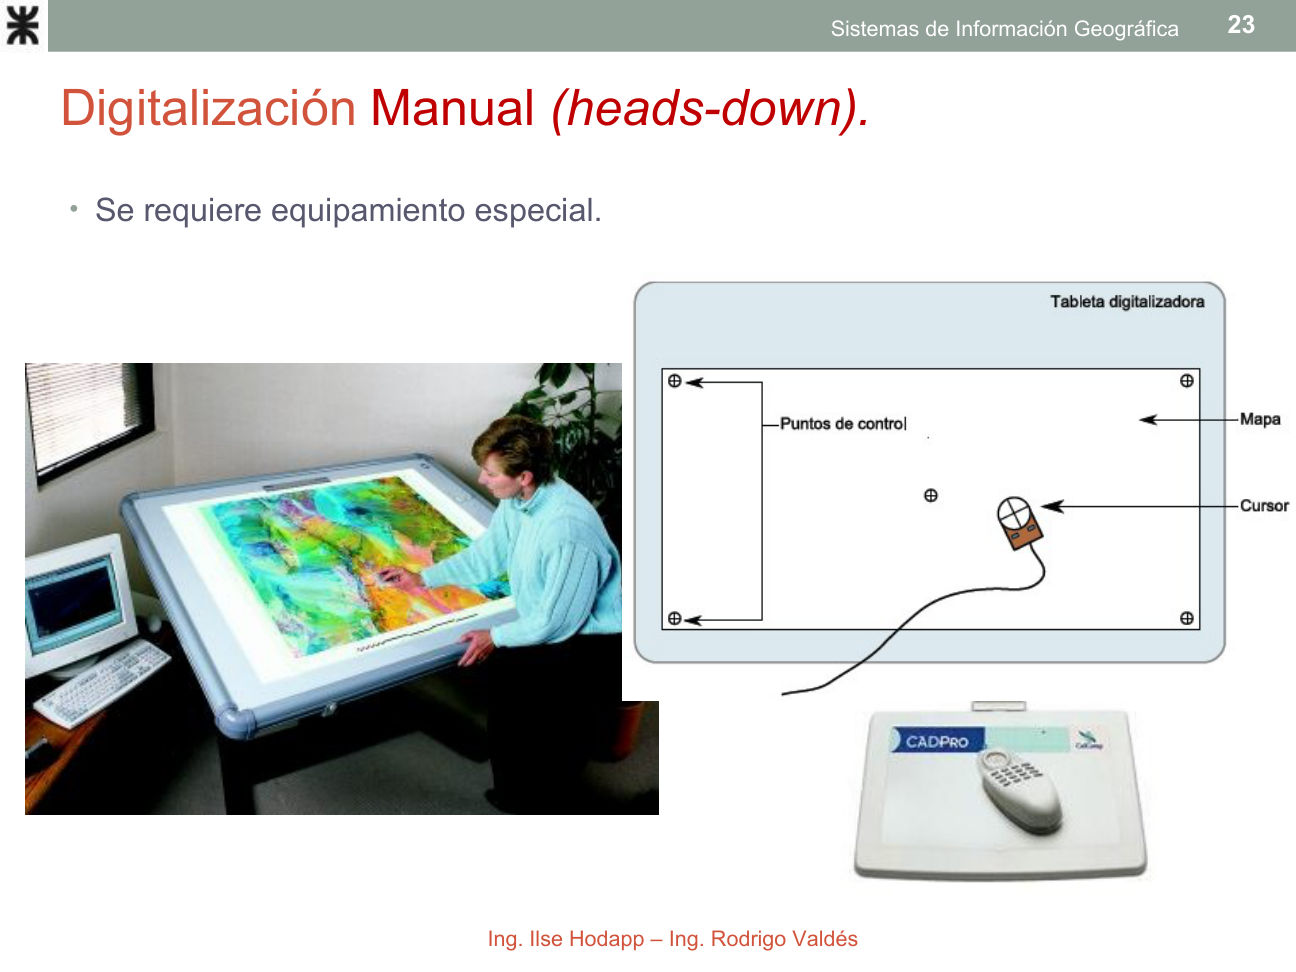 Sistemas de Información Geográfica 23
Digitalización Manual (heads-down).
• Se requiere equipamiento especial.
Tableta digitalizadora
Puntos de control
Mapa
Cursor
CADPRO
CalComp
Ing. Ilse Hodapp – Ing. Rodrigo Valdés